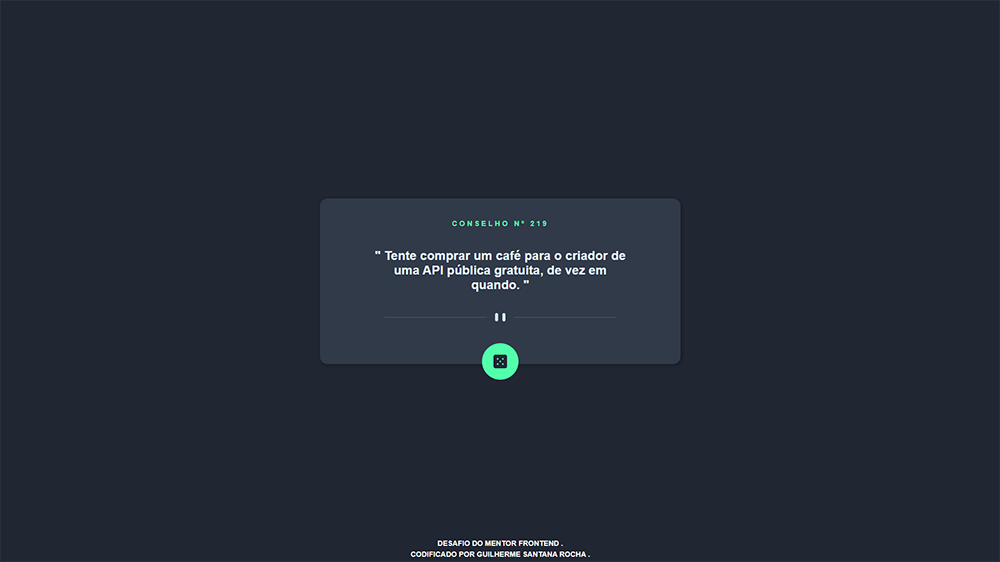 CONSELHO Nº 219
" Tente comprar um café para o criador de
uma API pública gratuita, de vez em
quando. "
DESAFIO DO MENTOR FRONTEND .
CODIFICADO POR GUILHERME SANTANA ROCHA .